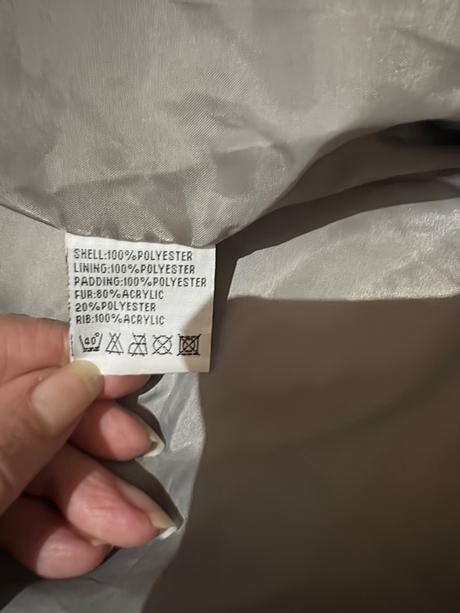 SHELL:100%POLYESTER
LINING:100%POLYESTER
PADDING:100%POLYESTER
FUR:80%ACRYLIC
20%POLYESTER
RIB:100%ACRYLIC
40°